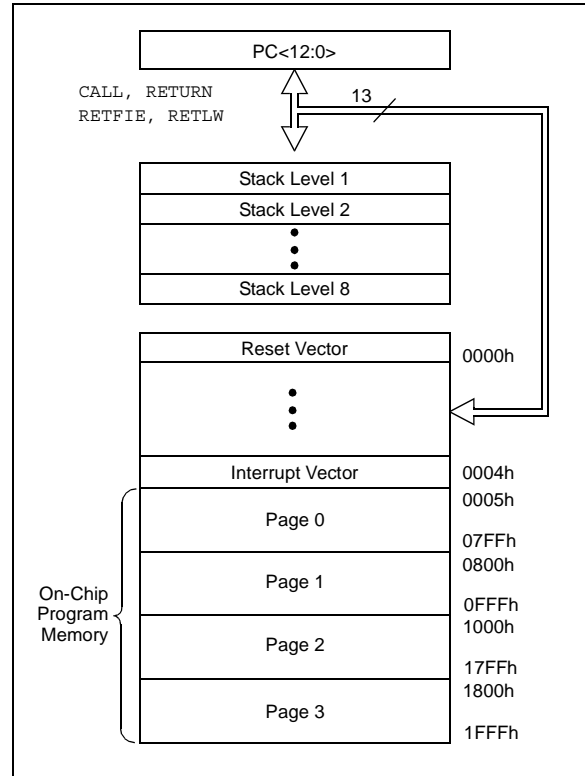 PC<12:0>
CALL, RETURN
RETFIE, RETLW
13
Stack Level 1
Stack Level 2
Stack Level 8
Reset Vector
0000h
Interrupt Vector
0004h
0005h
Page 0
07FFh
0800h
Page 1
0FFFh
On-Chip
Program
Memory
1000h
Page 2
17FFh
1800h
Page 3
1FFFh